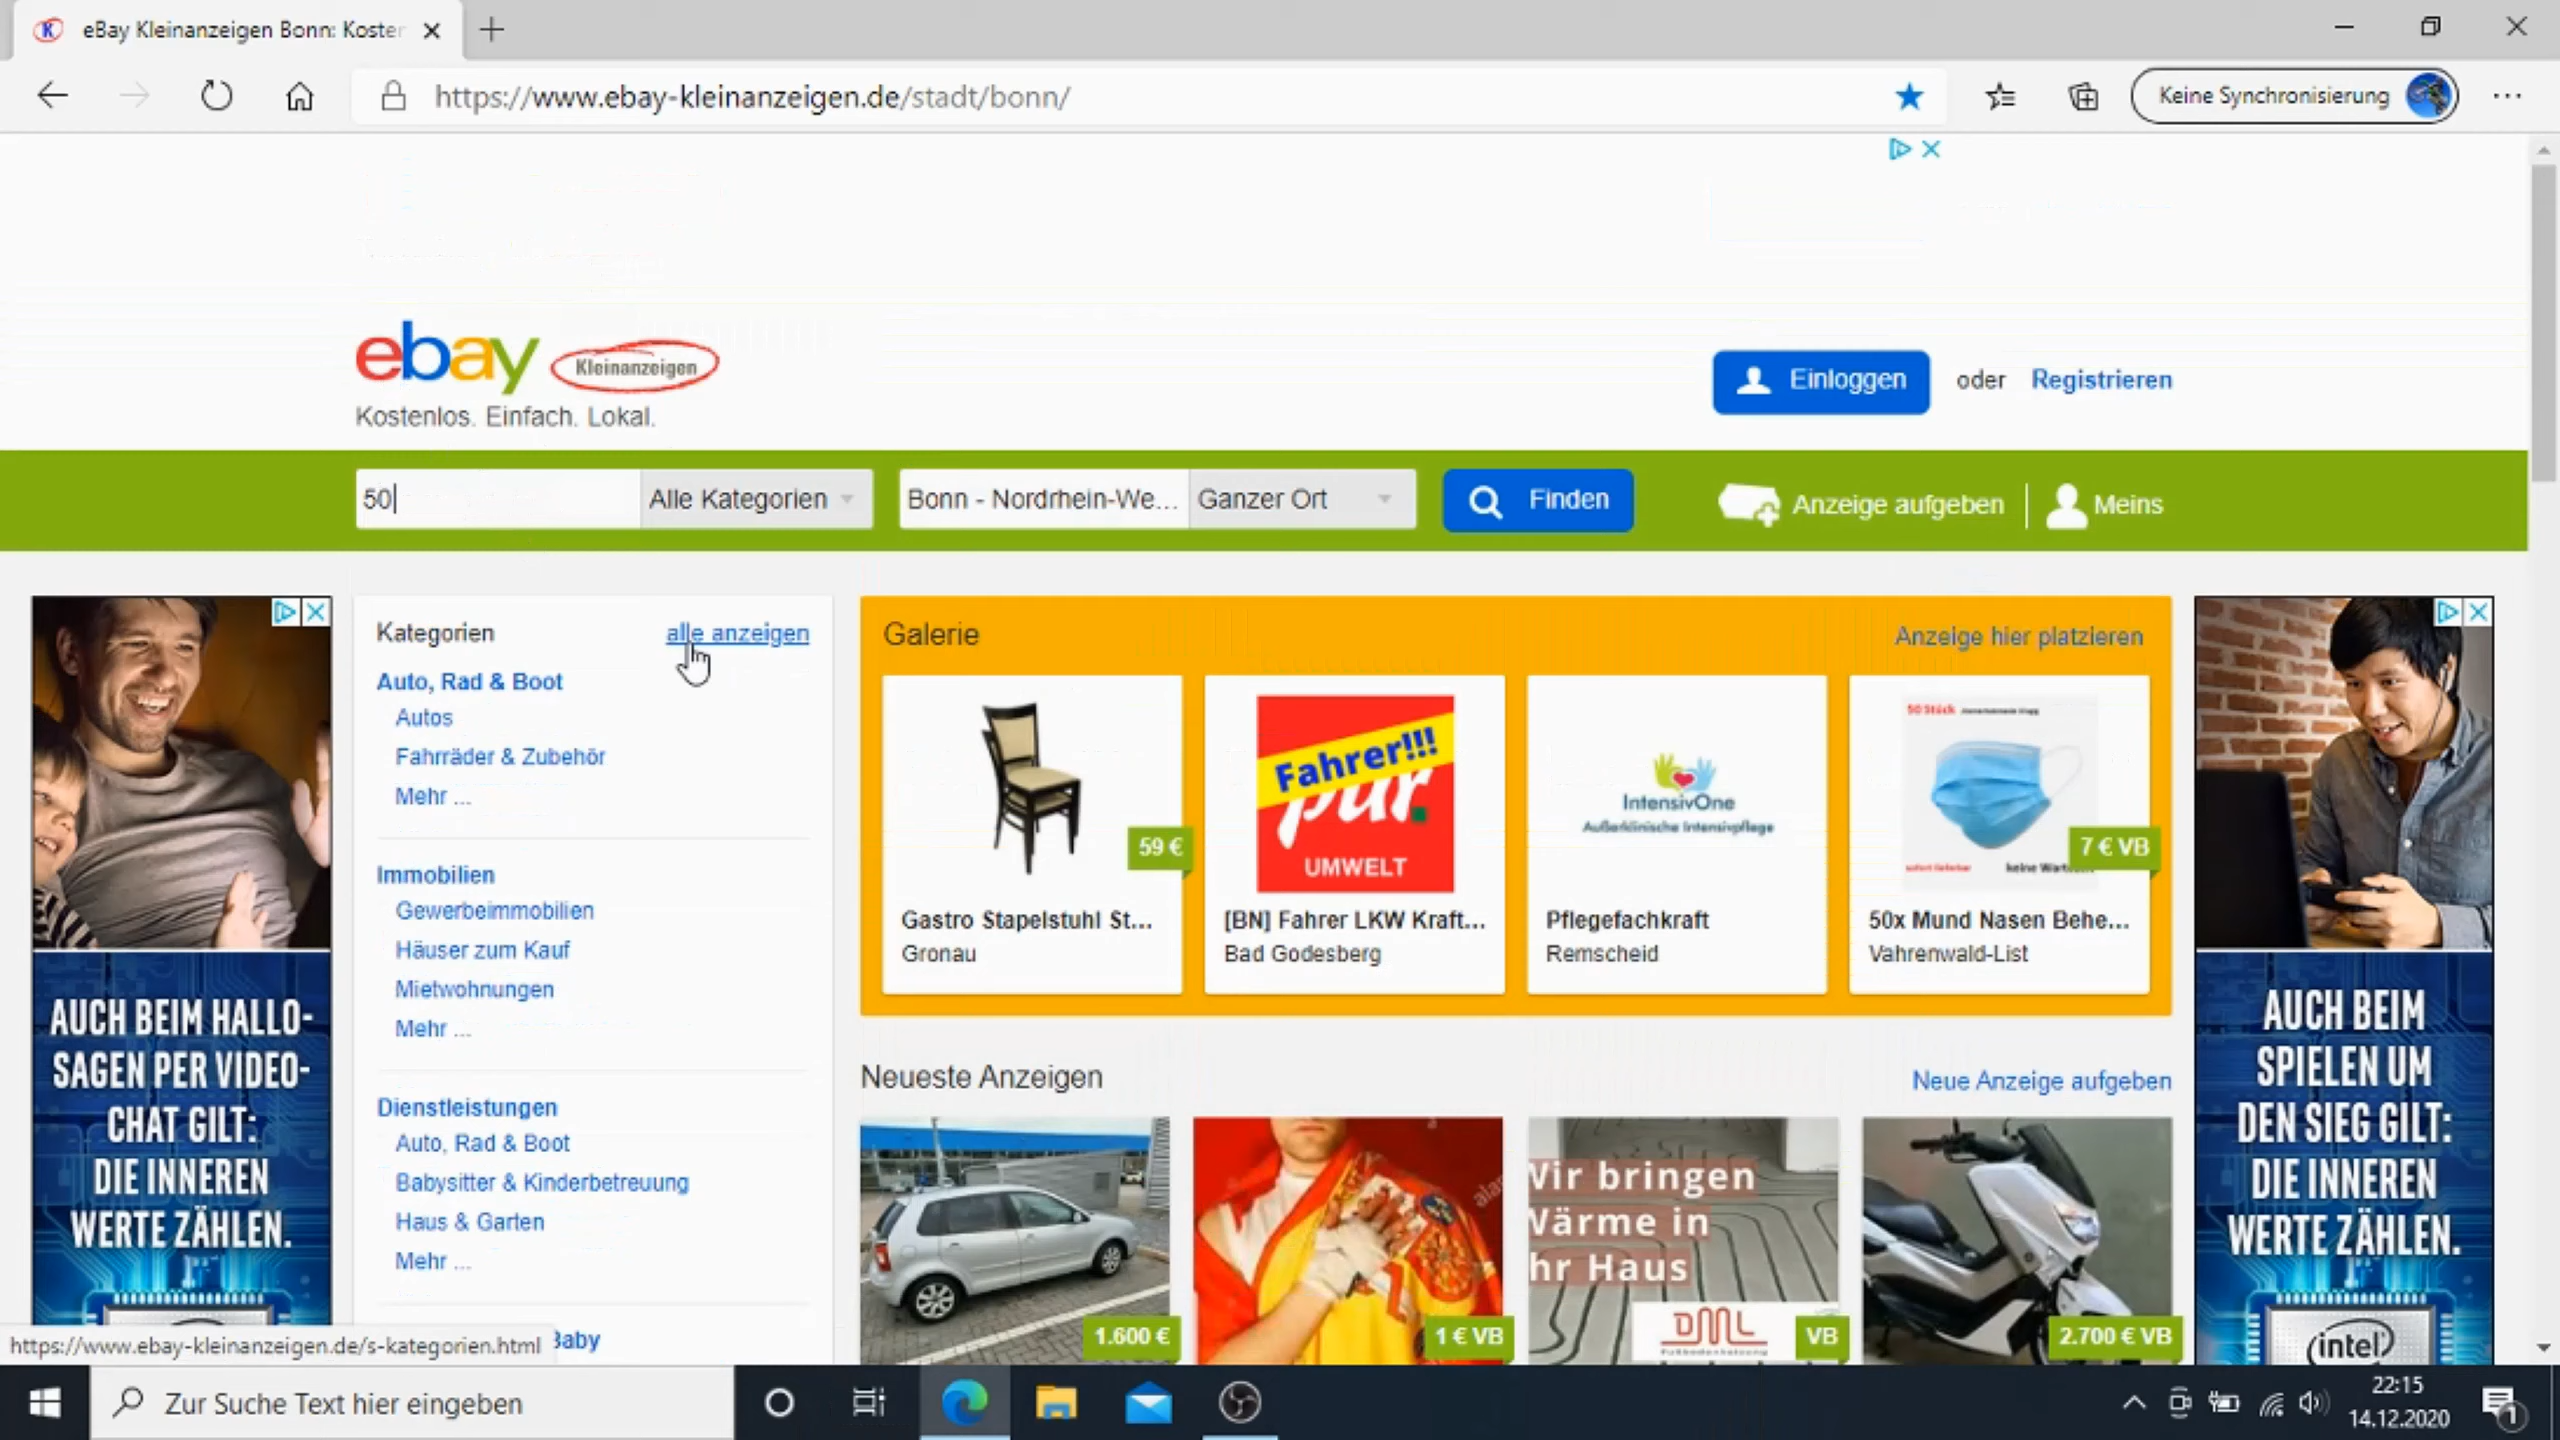 eBay Kleinanzeigen Bonn: Kosten
https://www.ebay-kleinanzeigen.de/stadt/bonn/
Keine Synchronisierung
ebay Kleinanzeigen
Kostenlos. Einfach. Lokal.
Einloggen oder Registrieren
50
Alle Kategorien
Bonn - Nordrhein-We...
Ganzer Ort
Finden
Anzeige aufgeben
Meins
Kategorien
alle anzeigen
Auto, Rad & Boot
Autos
Fahrräder & Zubehör
Mehr ...
Immobilien
Gewerbeimmobilien
Häuser zum Kauf
Mietwohnungen
Mehr ...
Dienstleistungen
Auto, Rad & Boot
Babysitter & Kinderbetreuung
Haus & Garten
Mehr ...
Baby
Galerie
Anzeige hier platzieren
59 €
Gastro Stapelstuhl St...
Gronau
Fahrer!!!
pur.
UMWELT
[BN] Fahrer LKW Kraft...
Bad Godesberg
IntensivOne
Außerklinische Intensivpflege
Pflegefachkraft
Remscheid
50 Stück
sofort lieferbar
7 € VB
50x Mund Nasen Behe...
Vahrenwald-List
Neueste Anzeigen
Neue Anzeige aufgeben
1.600 €
1 € VB
Wir bringen
Wärme in
hr Haus
DML
VB
2.700 € VB
AUCH BEIM HALLO-
SAGEN PER VIDEO-
CHAT GILT:
DIE INNEREN
WERTE ZÄHLEN.
AUCH BEIM
SPIELEN UM
DEN SIEG GILT:
DIE INNEREN
WERTE ZÄHLEN.
intel
https://www.ebay-kleinanzeigen.de/s-kategorien.html
Zur Suche Text hier eingeben
22:15
14.12.2020
1